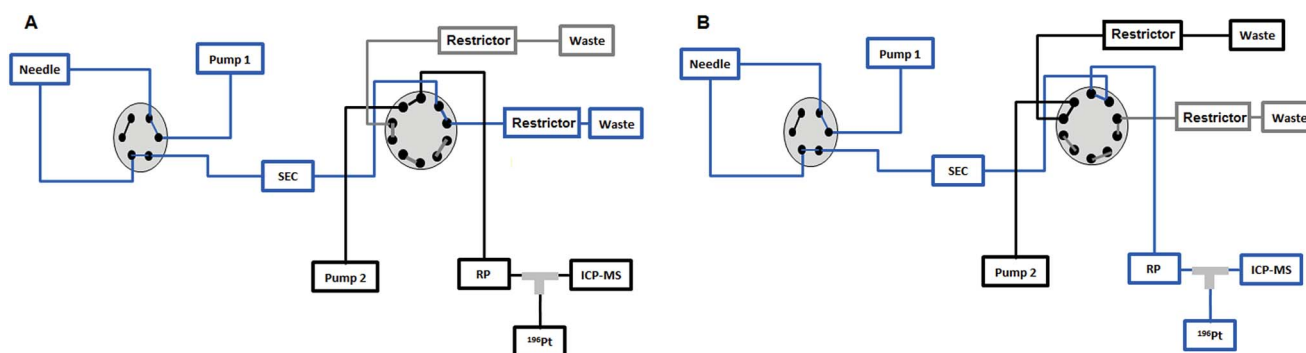 A
Needle
Pump 1
Restrictor
Waste
Restrictor
Waste
SEC
Pump 2
RP
ICP-MS
¹⁹⁶Pt
B
Needle
Pump 1
Restrictor
Waste
Restrictor
Waste
SEC
Pump 2
RP
ICP-MS
¹⁹⁶Pt